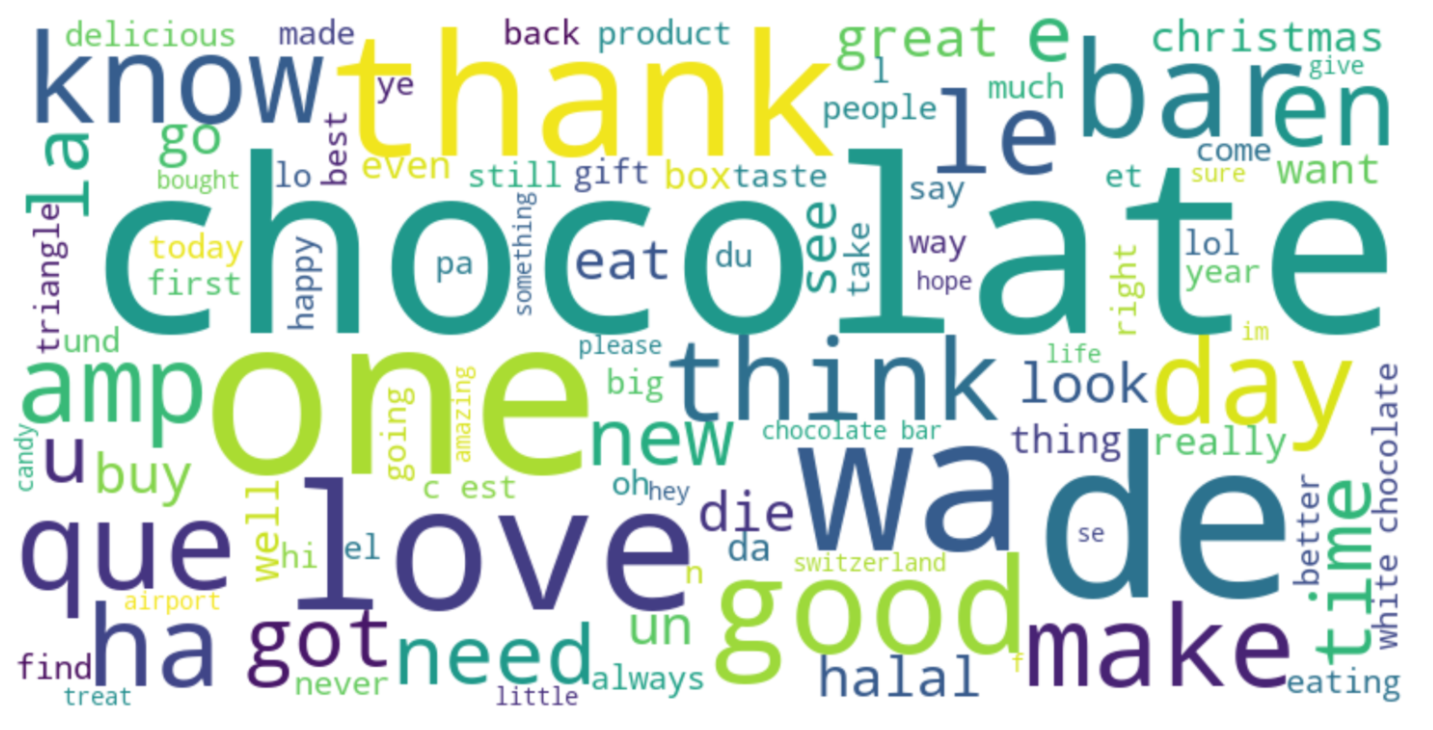 delicious
made
back
product
great
e
christmas
know
thank
ye
l
people
much
le
bar
give
en
la
go
best
even
bought
lo
still
gift
box
taste
say
et
come
sure
want
chocolate
triangle
today
first
happy
pa
something
eat
du
see
take
way
hope
right
lol
year
und
amp
one
going
amazing
please
big
think
life
look
im
day
candy
u
buy
new
chocolate bar
thing
really
white chocolate
c est
oh
hey
die
wa
de
se
better
time
que
well
hi
el
love
n
da
switzerland
good
airport
ha
got
need
un
find
treat
never
little
always
halal
f
make
eating